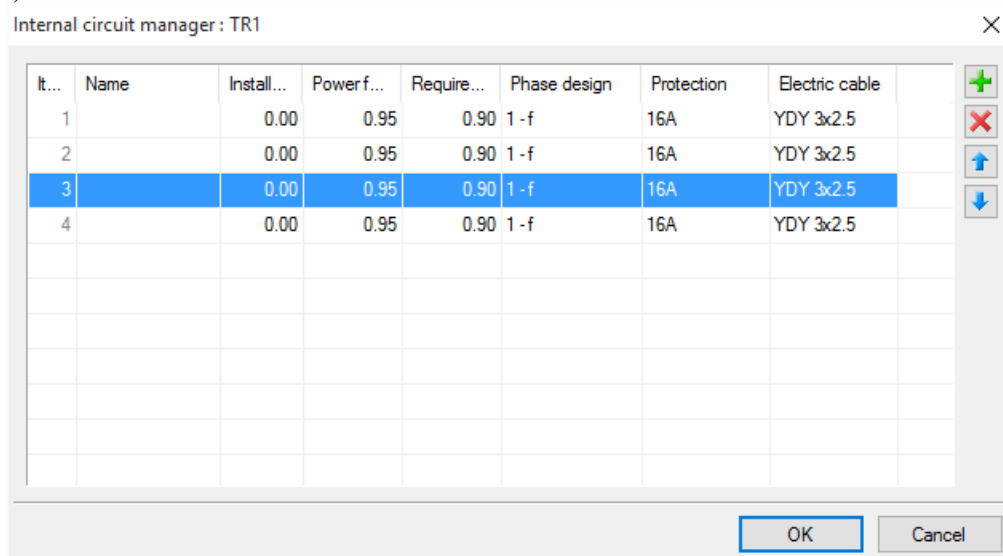 Internal circuit manager : TR1
It... Name Install... Power f... Require... Phase design Protection Electric cable
1 0.00 0.95 0.90 1 -f 16A YDY 3x2.5
2 0.00 0.95 0.90 1 -f 16A YDY 3x2.5
3 0.00 0.95 0.90 1 -f 16A YDY 3x2.5
4 0.00 0.95 0.90 1 -f 16A YDY 3x2.5
OK Cancel